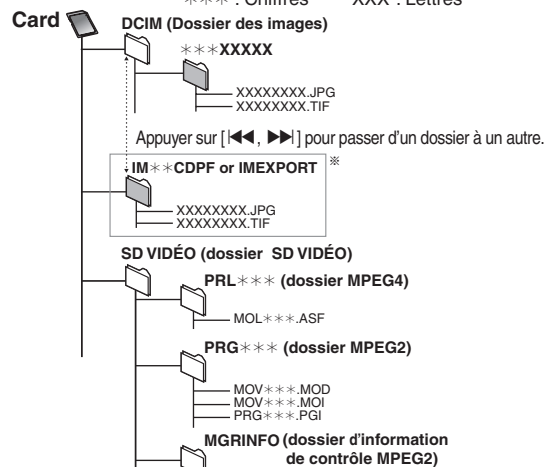 ∗∗∗ : Chiffres XXX : Lettres
Card
DCIM (Dossier des images)
∗∗∗XXXXX
XXXXXXXX.JPG
XXXXXXXX.TIF
Appuyer sur [⏮, ⏭] pour passer d'un dossier à un autre.
IM∗∗CDPF or IMEXPORT ※
XXXXXXXX.JPG
XXXXXXXX.TIF
SD VIDÉO (dossier SD VIDÉO)
PRL∗∗∗ (dossier MPEG4)
MOL∗∗∗.ASF
PRG∗∗∗ (dossier MPEG2)
MOV∗∗∗.MOD
MOV∗∗∗.MOI
PRG∗∗∗.PGI
MGRINFO (dossier d'information
de contrôle MPEG2)